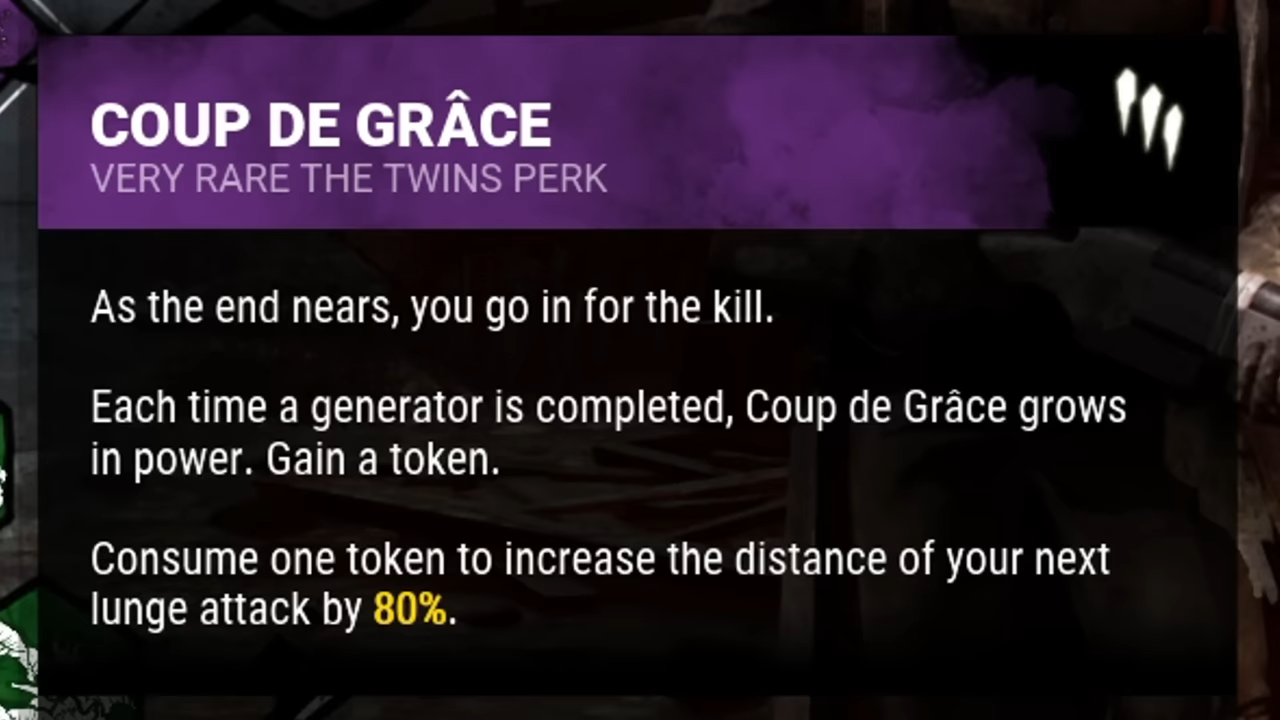 COUP DE GRÂCE
VERY RARE THE TWINS PERK
As the end nears, you go in for the kill.
Each time a generator is completed, Coup de Grâce grows
in power. Gain a token.
Consume one token to increase the distance of your next
lunge attack by 80%.